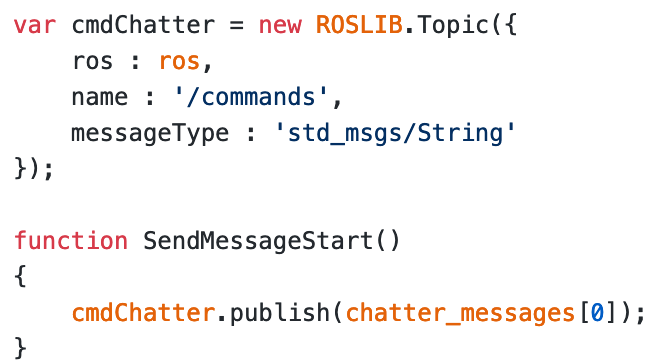 var cmdChatter = new ROSLIB.Topic({
    ros : ros,
    name : '/commands',
    messageType : 'std_msgs/String'
});

function SendMessageStart()
{
    cmdChatter.publish(chatter_messages[0]);
}